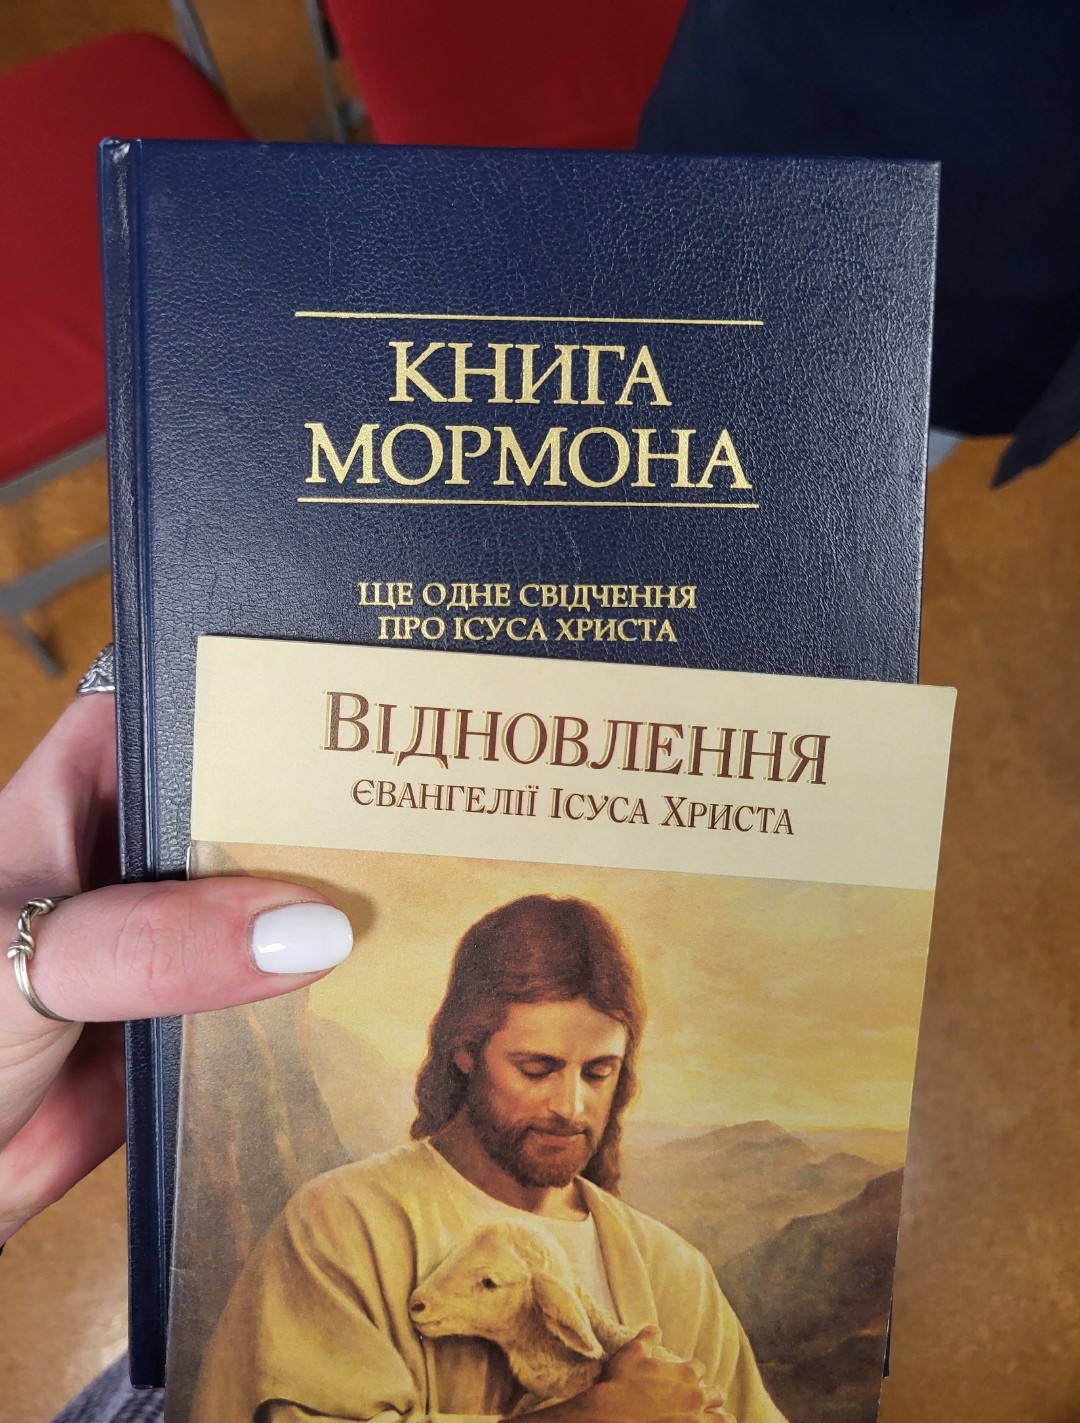 КНИГА
МОРМОНА
ЩЕ ОДНЕ СВІДЧЕННЯ
ПРО ІСУСА ХРИСТА
ВІДНОВЛЕННЯ
ЄВАНГЕЛІЇ ІСУСА ХРИСТА